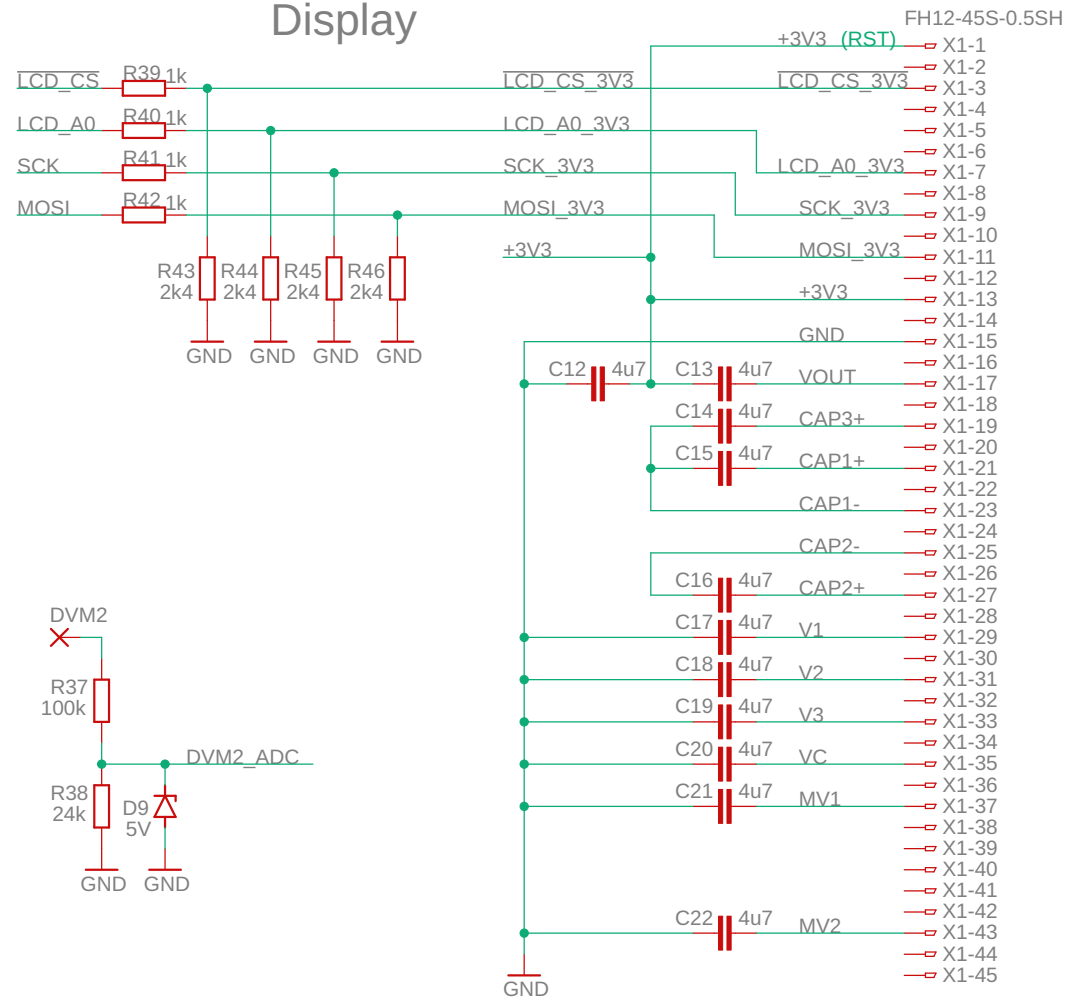 Display
FH12-45S-0.5SH
+3V3 (RST) X1-1
X1-2
LCD_CS R39 1k LCD_CS_3V3 LCD_CS_3V3 X1-3
X1-4
LCD_A0 R40 1k LCD_A0_3V3 X1-5
X1-6
SCK R41 1k SCK_3V3 LCD_A0_3V3 X1-7
X1-8
MOSI R42 1k MOSI_3V3 SCK_3V3 X1-9
X1-10
+3V3 MOSI_3V3 X1-11
R43 R44 R45 R46 X1-12
2k4 2k4 2k4 2k4 +3V3 X1-13
X1-14
GND X1-15
GND GND GND GND X1-16
C12 4u7 C13 4u7 VOUT X1-17
X1-18
C14 4u7 CAP3+ X1-19
X1-20
C15 4u7 CAP1+ X1-21
X1-22
CAP1- X1-23
X1-24
CAP2- X1-25
X1-26
C16 4u7 CAP2+ X1-27
DVM2 X1-28
C17 4u7 V1 X1-29
X1-30
C18 4u7 V2 X1-31
R37 X1-32
100k C19 4u7 V3 X1-33
X1-34
DVM2_ADC C20 4u7 VC X1-35
X1-36
R38 C21 4u7 MV1 X1-37
24k D9 X1-38
5V X1-39
X1-40
GND GND X1-41
X1-42
C22 4u7 MV2 X1-43
X1-44
X1-45
GND